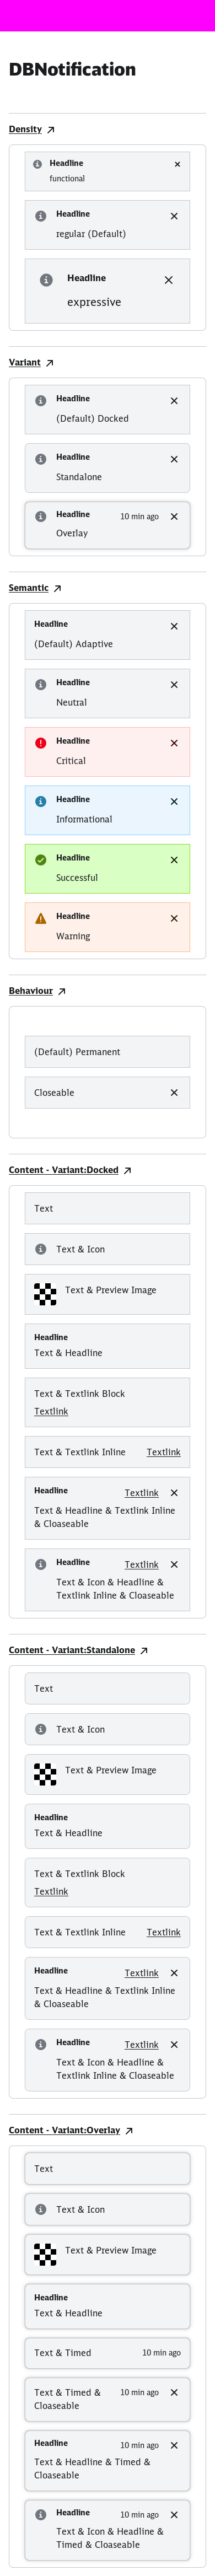 DBNotification
Density
Headline
functional
Headline
regular (Default)
Headline
expressive
Variant
Headline
(Default) Docked
Headline
Standalone
Headline 10 min ago
Overlay
Semantic
Headline
(Default) Adaptive
Headline
Neutral
Headline
Critical
Headline
Informational
Headline
Successful
Headline
Warning
Behaviour
(Default) Permanent
Closeable
Content - Variant:Docked
Text
Text & Icon
Text & Preview Image
Headline
Text & Headline
Text & Textlink Block
Textlink
Text & Textlink Inline Textlink
Headline Textlink
Text & Headline & Textlink Inline
& Cloaseable
Headline Textlink
Text & Icon & Headline &
Textlink Inline & Cloaseable
Content - Variant:Standalone
Text
Text & Icon
Text & Preview Image
Headline
Text & Headline
Text & Textlink Block
Textlink
Text & Textlink Inline Textlink
Headline Textlink
Text & Headline & Textlink Inline
& Cloaseable
Headline Textlink
Text & Icon & Headline &
Textlink Inline & Cloaseable
Content - Variant:Overlay
Text
Text & Icon
Text & Preview Image
Headline
Text & Headline
Text & Timed 10 min ago
Text & Timed & 10 min ago
Cloaseable
Headline 10 min ago
Text & Headline & Timed &
Cloaseable
Headline 10 min ago
Text & Icon & Headline &
Timed & Cloaseable